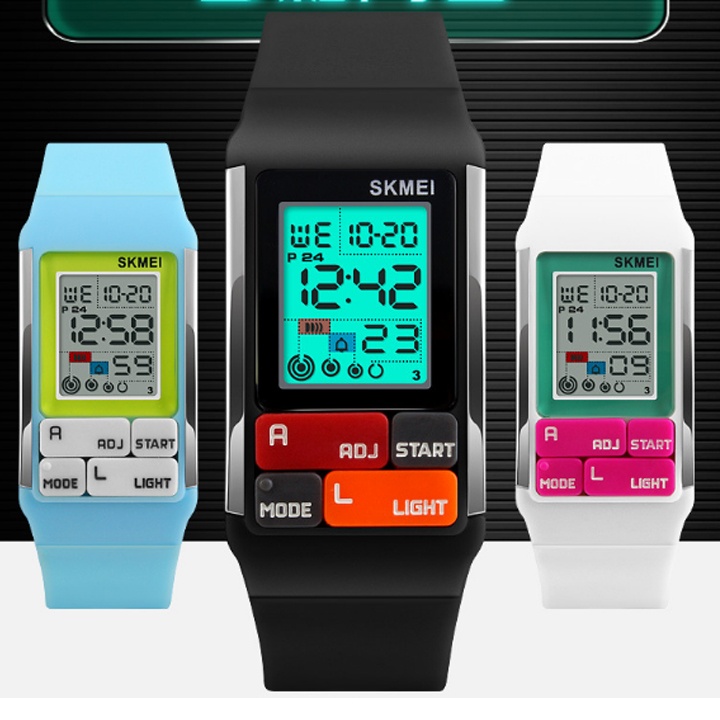 SKMEI
WE 10-20
P 24
12:58
59
3
A ADJ START
MODE L LIGHT
SKMEI
WE 10-20
P 24
12:42
23
3
A ADJ START
MODE L LIGHT
SKMEI
WE 10-20
P 24
11:56
09
3
A ADJ START
MODE L LIGHT